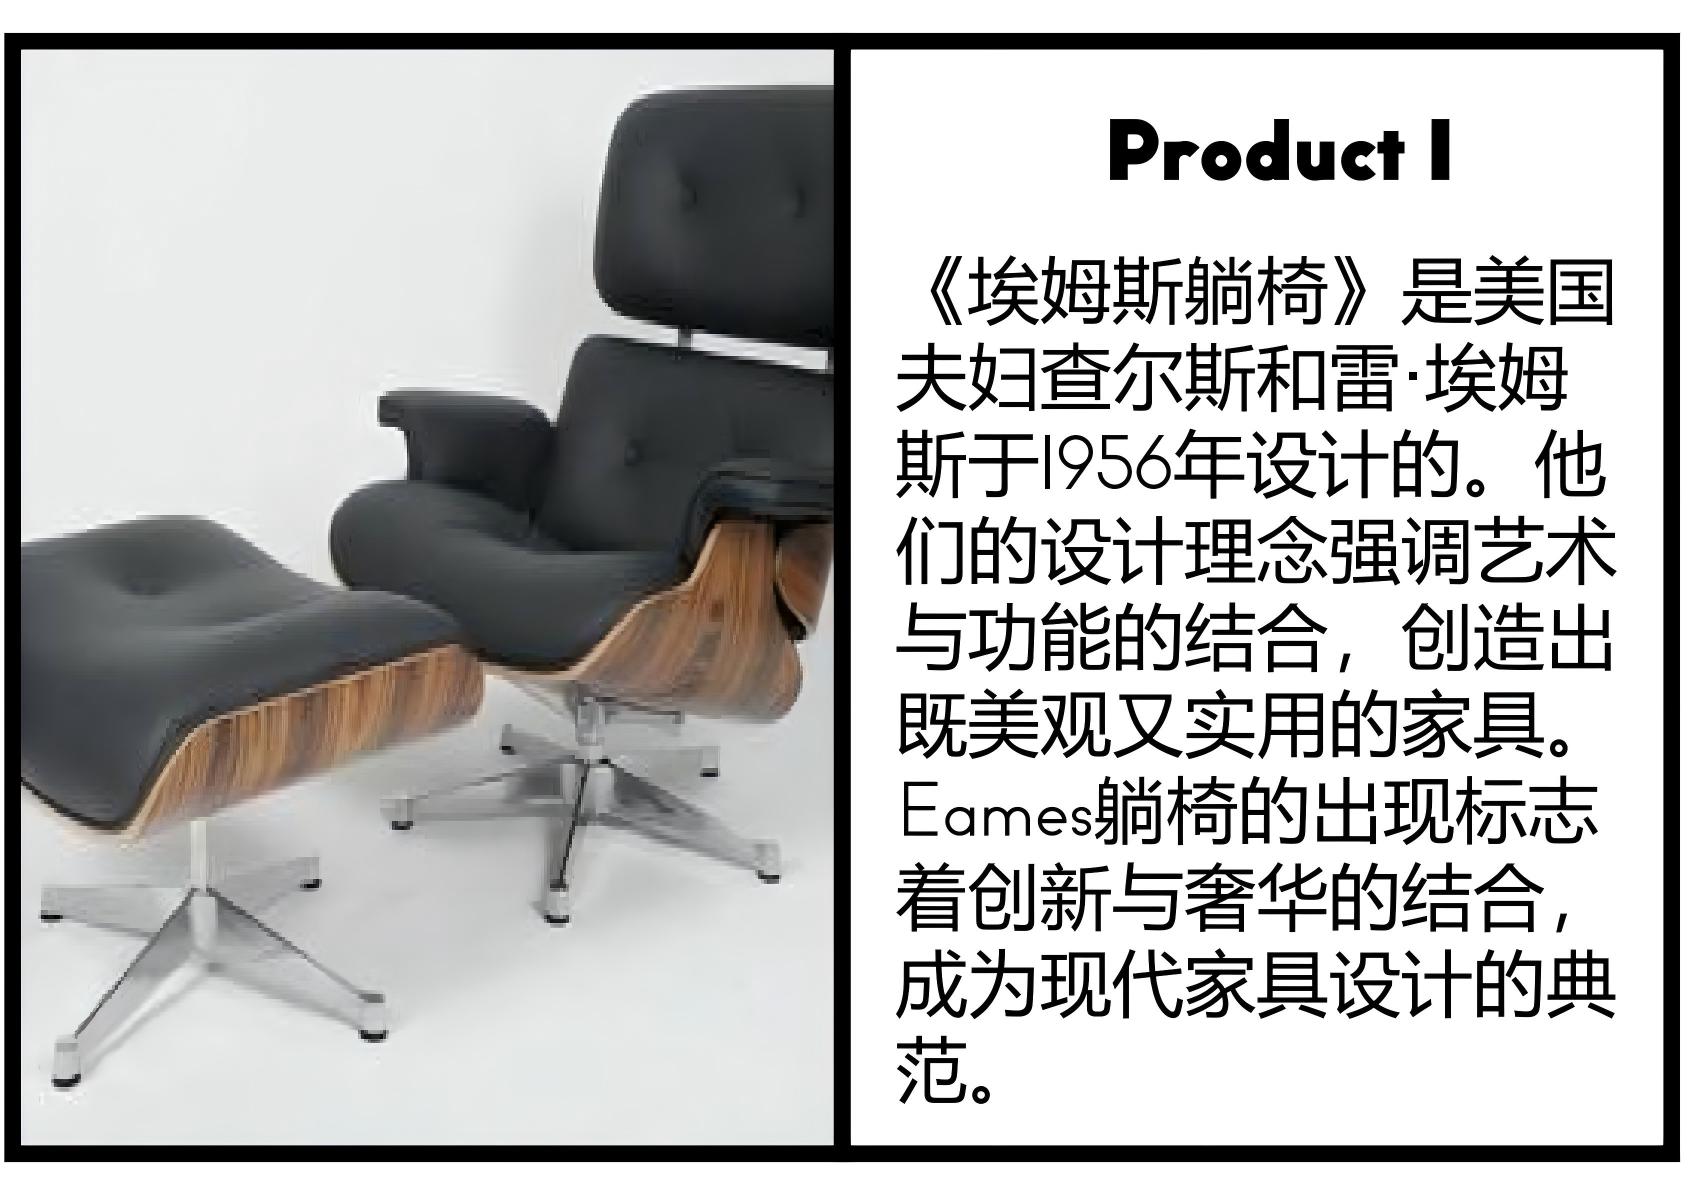 Product 1
《埃姆斯躺椅》是美国
夫妇查尔斯和雷·埃姆
斯于1956年设计的。他
们的设计理念强调艺术
与功能的结合，创造出
既美观又实用的家具。
Eames躺椅的出现标志
着创新与奢华的结合，
成为现代家具设计的典
范。